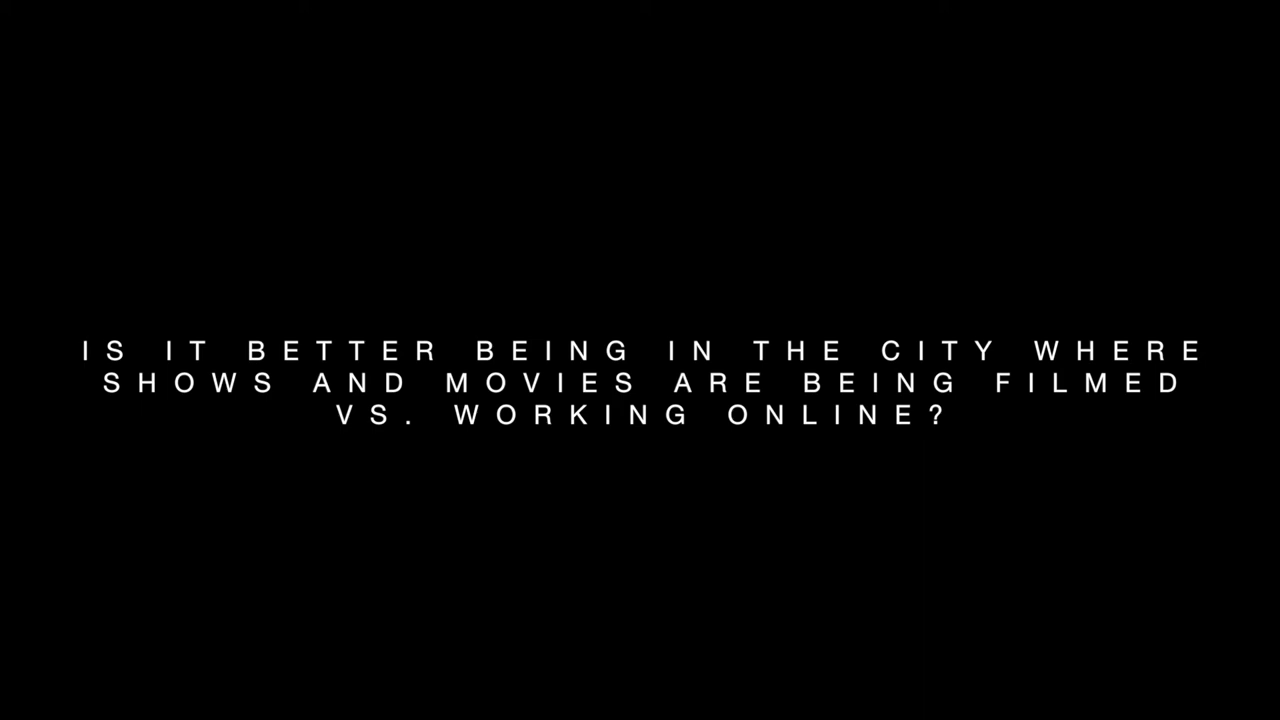 IS IT BETTER BEING IN THE CITY WHERE
SHOWS AND MOVIES ARE BEING FILMED
VS. WORKING ONLINE?